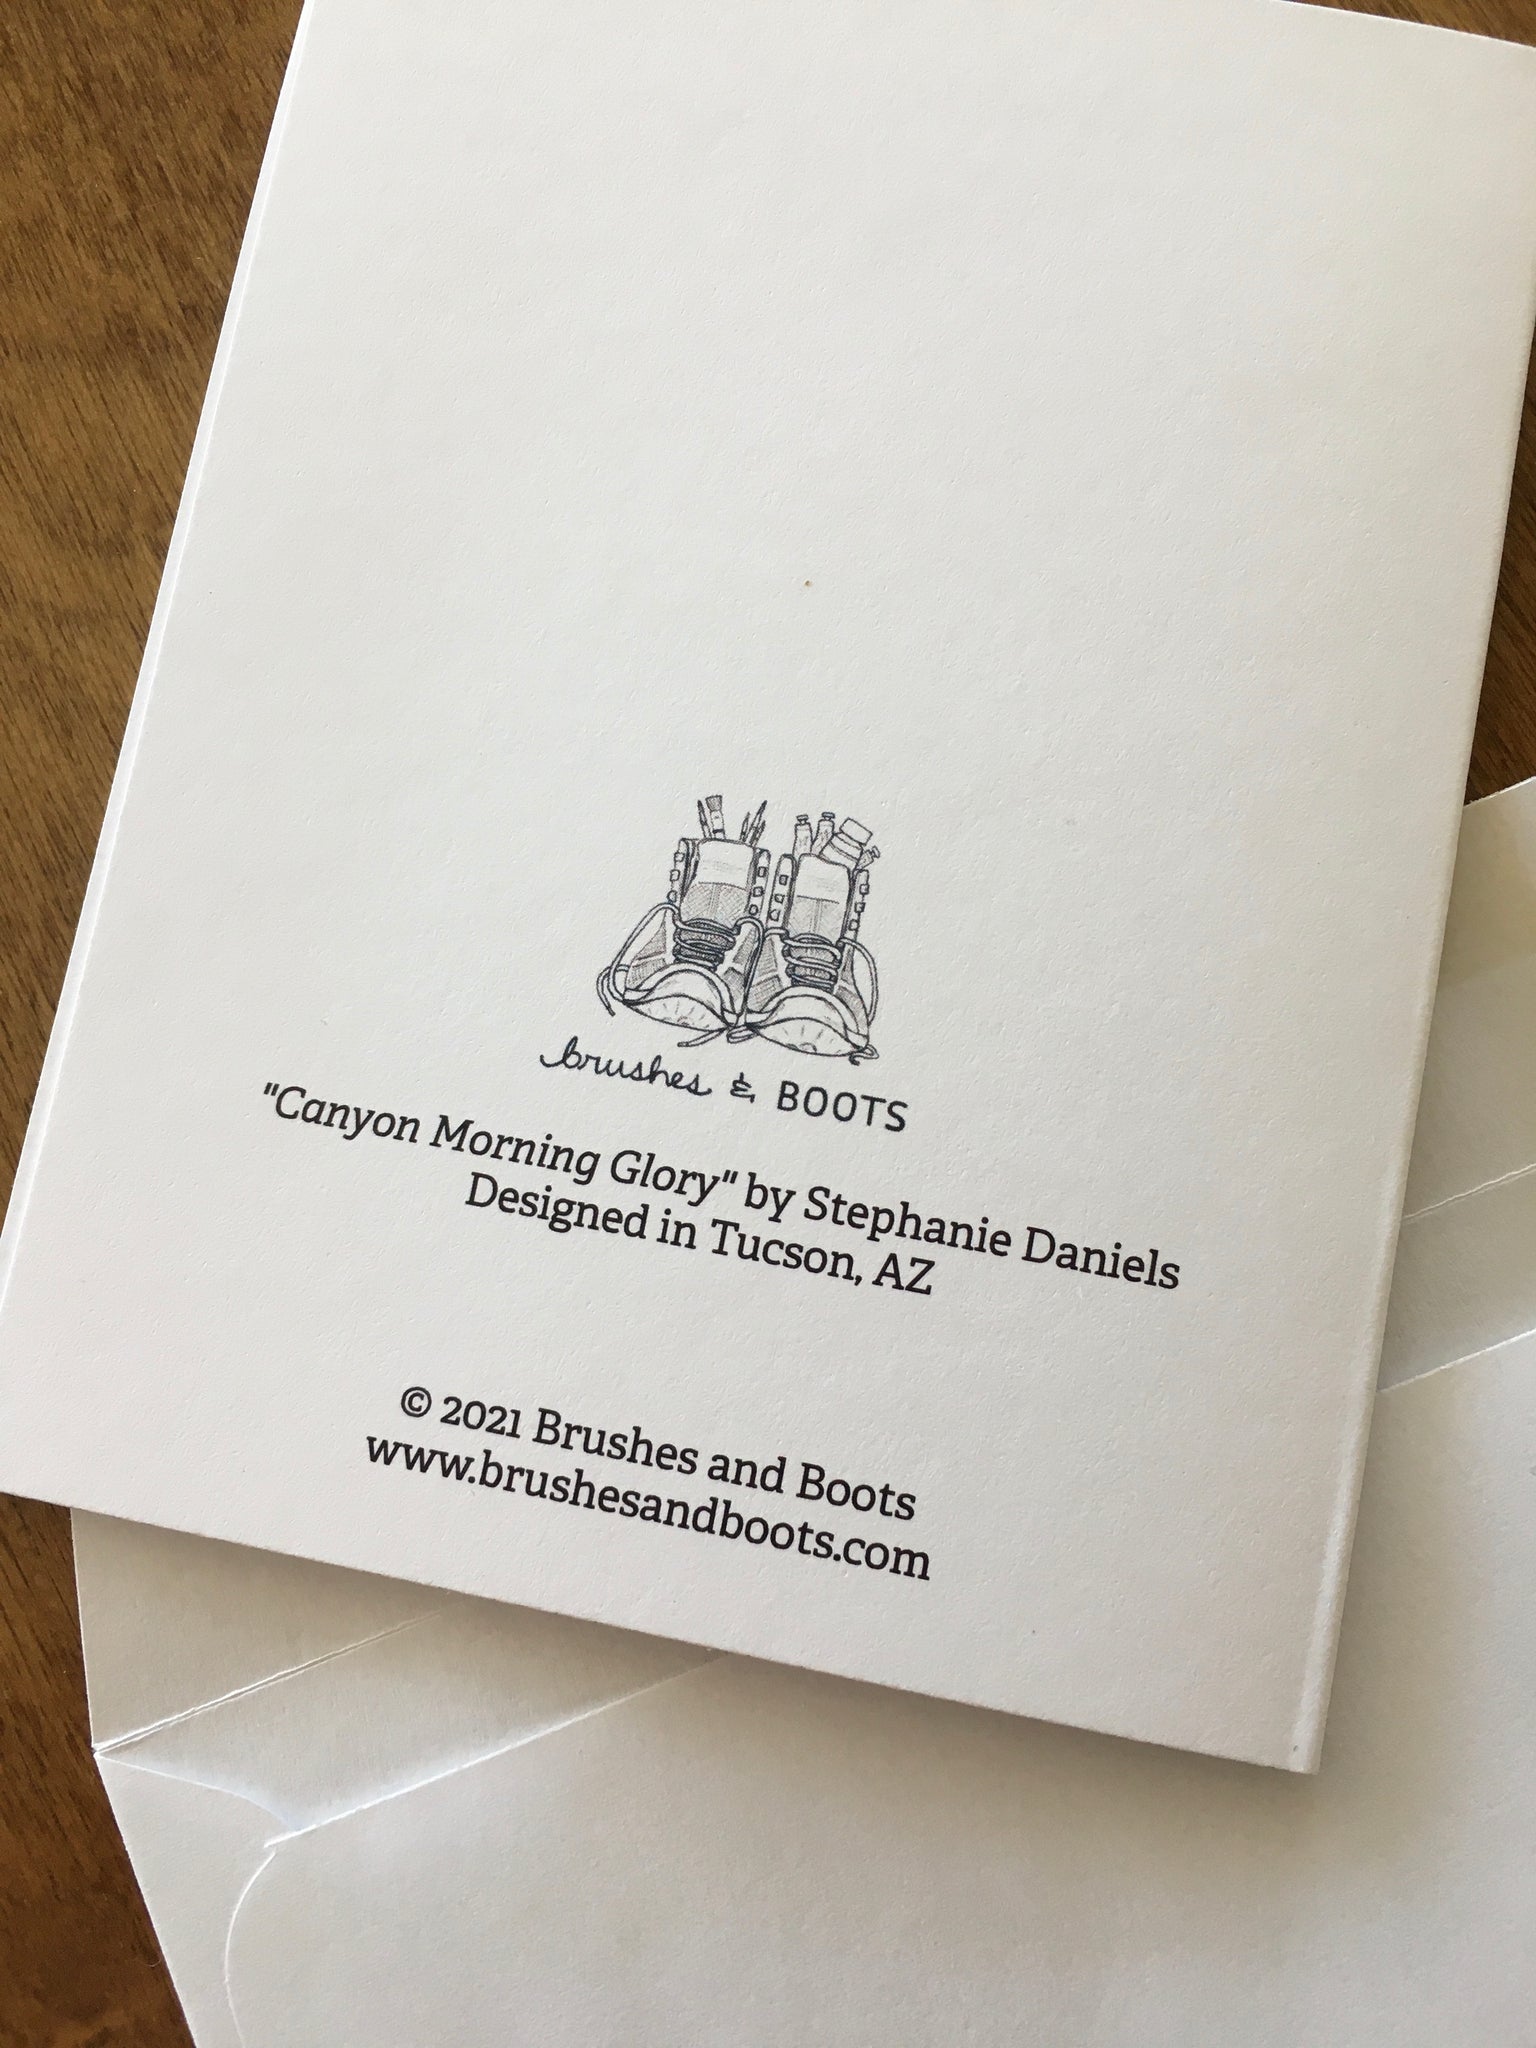 brushes & BOOTS
"Canyon Morning Glory" by Stephanie Daniels
Designed in Tucson, AZ
© 2021 Brushes and Boots
www.brushesandboots.com